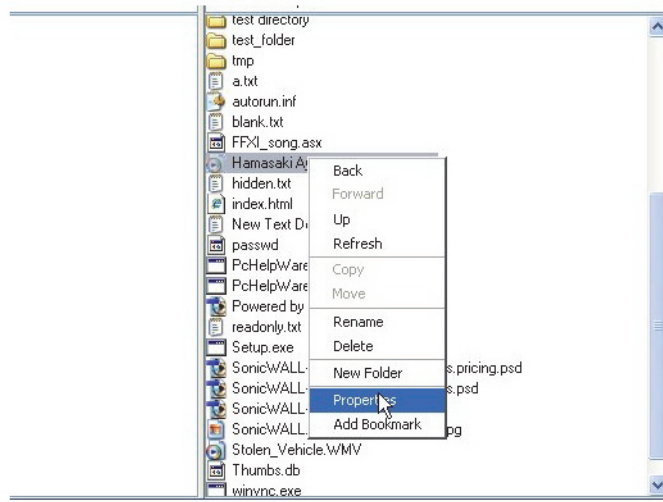 test directory
test_folder
tmp
a.txt
autorun.inf
blank.txt
FFXI_song.asx
Hamasaki
hidden.txt
index.html
New Text
passwd
PcHelpWare
PcHelpWare
Powered by
readonly.txt
Setup.exe
SonicWALL- s.pricing.psd
SonicWALL- s.psd
SonicWALL-
SonicWALL. pg
Stolen_Vehicle.WMV
Thumbs.db
winvnc.exe
Back
Forward
Up
Refresh
Copy
Move
Rename
Delete
New Folder
Properties
Add Bookmark